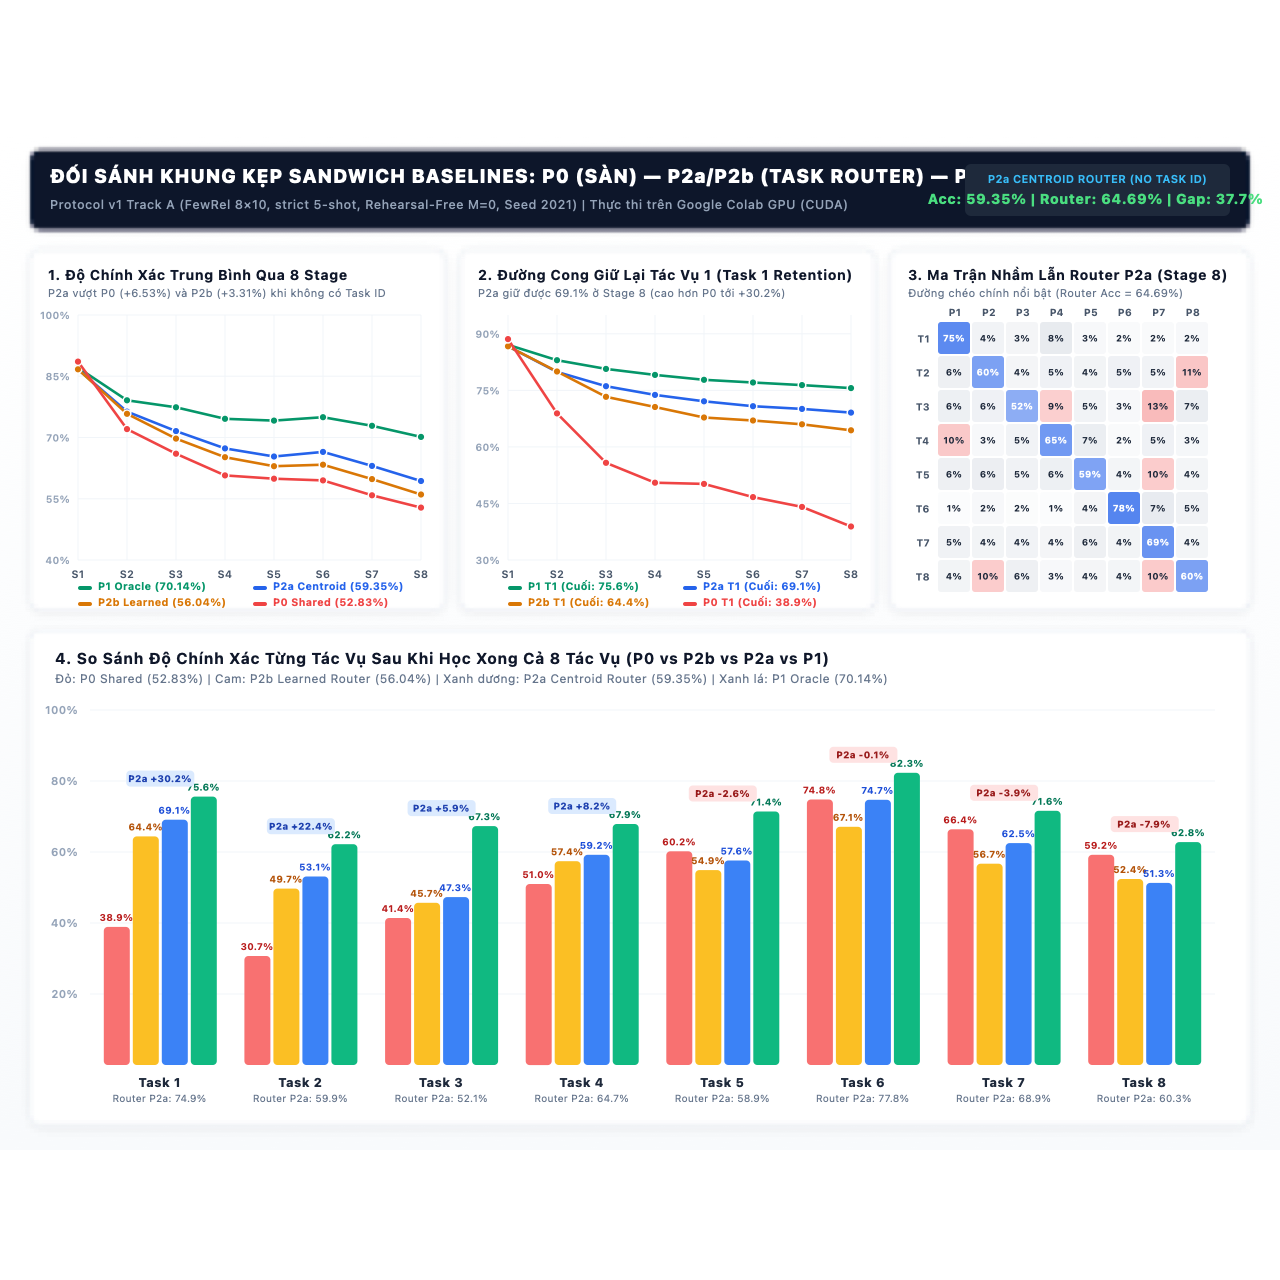 ĐỐI SÁNH KHUNG KẸP SANDWICH BASELINES: P0 (SÀN) — P2a/P2b (TASK ROUTER) — P
Protocol v1 Track A (FewRel 8×10, strict 5-shot, Rehearsal-Free M=0, Seed 2021) | Thực thi trên Google Colab GPU (CUDA)
P2a CENTROID ROUTER (NO TASK ID)
Acc: 59.35% | Router: 64.69% | Gap: 37.7%
1. Độ Chính Xác Trung Bình Qua 8 Stage
P2a vượt P0 (+6.53%) và P2b (+3.31%) khi không có Task ID
100%
85%
70%
55%
40%
S1 S2 S3 S4 S5 S6 S7 S8
P1 Oracle (70.14%) P2a Centroid (59.35%)
P2b Learned (56.04%) P0 Shared (52.83%)
2. Đường Cong Giữ Lại Tác Vụ 1 (Task 1 Retention)
P2a giữ được 69.1% ở Stage 8 (cao hơn P0 tới +30.2%)
90%
75%
60%
45%
30%
S1 S2 S3 S4 S5 S6 S7 S8
P1 T1 (Cuối: 75.6%) P2a T1 (Cuối: 69.1%)
P2b T1 (Cuối: 64.4%) P0 T1 (Cuối: 38.9%)
3. Ma Trận Nhầm Lẫn Router P2a (Stage 8)
Đường chéo chính nổi bật (Router Acc = 64.69%)
P1 P2 P3 P4 P5 P6 P7 P8
T1 75% 4% 3% 8% 3% 2% 2% 2%
T2 6% 60% 4% 5% 4% 5% 5% 11%
T3 6% 6% 52% 9% 5% 3% 13% 7%
T4 10% 3% 5% 65% 7% 2% 5% 3%
T5 6% 6% 5% 6% 59% 4% 10% 4%
T6 1% 2% 2% 1% 4% 78% 7% 5%
T7 5% 4% 4% 4% 6% 4% 69% 4%
T8 4% 10% 6% 3% 4% 4% 10% 60%
4. So Sánh Độ Chính Xác Từng Tác Vụ Sau Khi Học Xong Cả 8 Tác Vụ (P0 vs P2b vs P2a vs P1)
Đỏ: P0 Shared (52.83%) | Cam: P2b Learned Router (56.04%) | Xanh dương: P2a Centroid Router (59.35%) | Xanh lá: P1 Oracle (70.14%)
100%
80%
60%
40%
20%
P2a +30.2%
38.9% 64.4% 69.1% 75.6%
Task 1
Router P2a: 74.9%
P2a +22.4%
30.7% 49.7% 53.1% 62.2%
Task 2
Router P2a: 59.9%
P2a +5.9%
41.4% 45.7% 47.3% 67.3%
Task 3
Router P2a: 52.1%
P2a +8.2%
51.0% 57.4% 59.2% 67.9%
Task 4
Router P2a: 64.7%
P2a -2.6%
60.2% 54.9% 57.6% 71.4%
Task 5
Router P2a: 58.9%
P2a -0.1%
74.8% 67.1% 74.7% 82.3%
Task 6
Router P2a: 77.8%
P2a -3.9%
66.4% 56.7% 62.5% 71.6%
Task 7
Router P2a: 68.9%
P2a -7.9%
59.2% 52.4% 51.3% 62.8%
Task 8
Router P2a: 60.3%